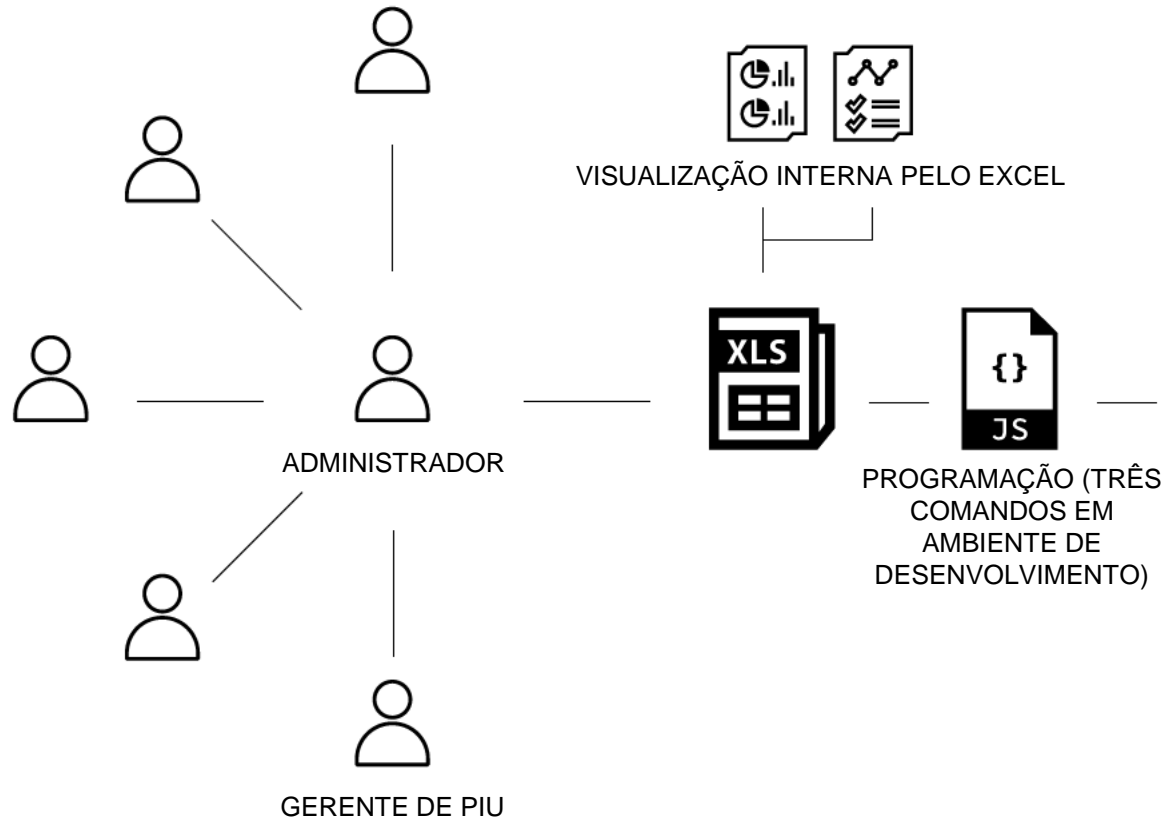 VISUALIZAÇÃO INTERNA PELO EXCEL
XLS
{}
JS
ADMINISTRADOR
PROGRAMAÇÃO (TRÊS
COMANDOS EM
AMBIENTE DE
DESENVOLVIMENTO)
GERENTE DE PIU